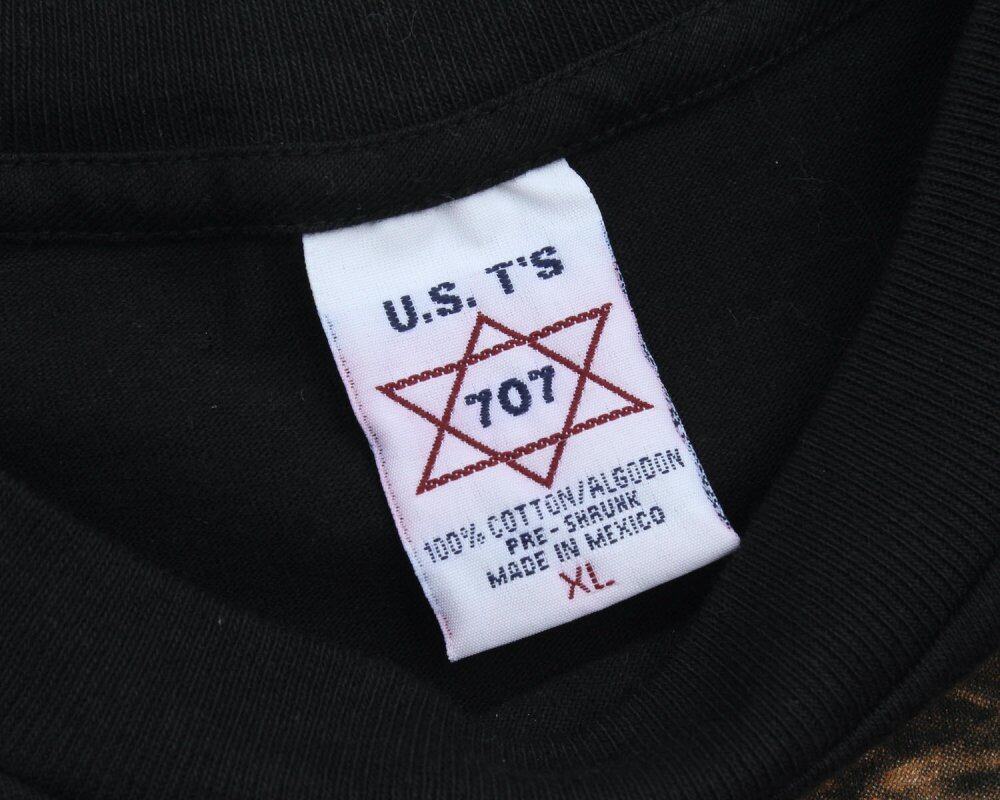 U.S. T'S
707
100% COTTON/ALGODON
PRE-SHRUNK
MADE IN MEXICO
XL